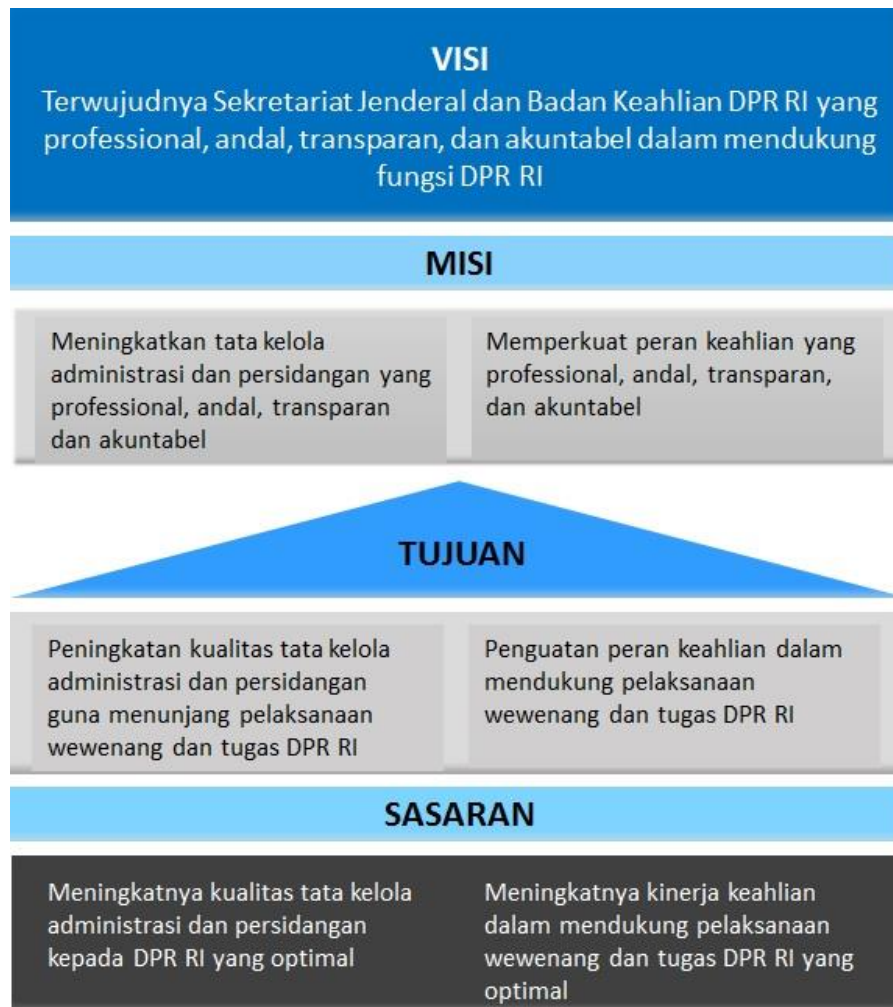 VISI
Terwujudnya Sekretariat Jenderal dan Badan Keahlian DPR RI yang
professional, andal, transparan, dan akuntabel dalam mendukung
fungsi DPR RI
MISI
Meningkatkan tata kelola
administrasi dan persidangan yang
professional, andal, transparan
dan akuntabel
Memperkuat peran keahlian yang
professional, andal, transparan,
dan akuntabel
TUJUAN
Peningkatan kualitas tata kelola
administrasi dan persidangan
guna menunjang pelaksanaan
wewenang dan tugas DPR RI
Penguatan peran keahlian dalam
mendukung pelaksanaan
wewenang dan tugas DPR RI
SASARAN
Meningkatnya kualitas tata kelola
administrasi dan persidangan
kepada DPR RI yang optimal
Meningkatnya kinerja keahlian
dalam mendukung pelaksanaan
wewenang dan tugas DPR RI yang
optimal